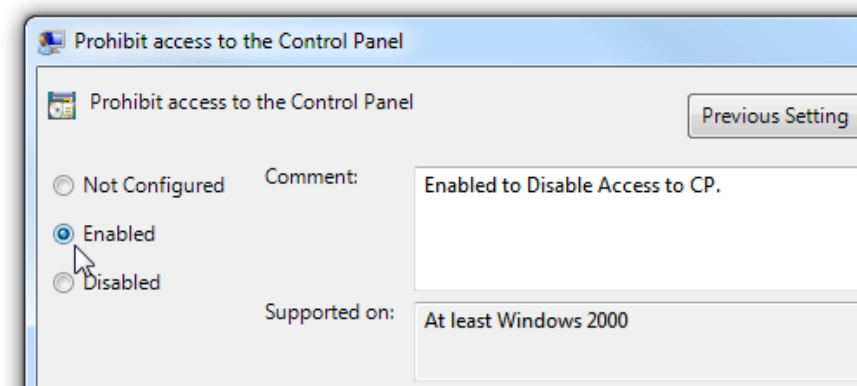 Prohibit access to the Control Panel
Prohibit access to the Control Panel
Previous Setting
Not Configured
Comment:
Enabled to Disable Access to CP.
Enabled
Disabled
Supported on:
At least Windows 2000